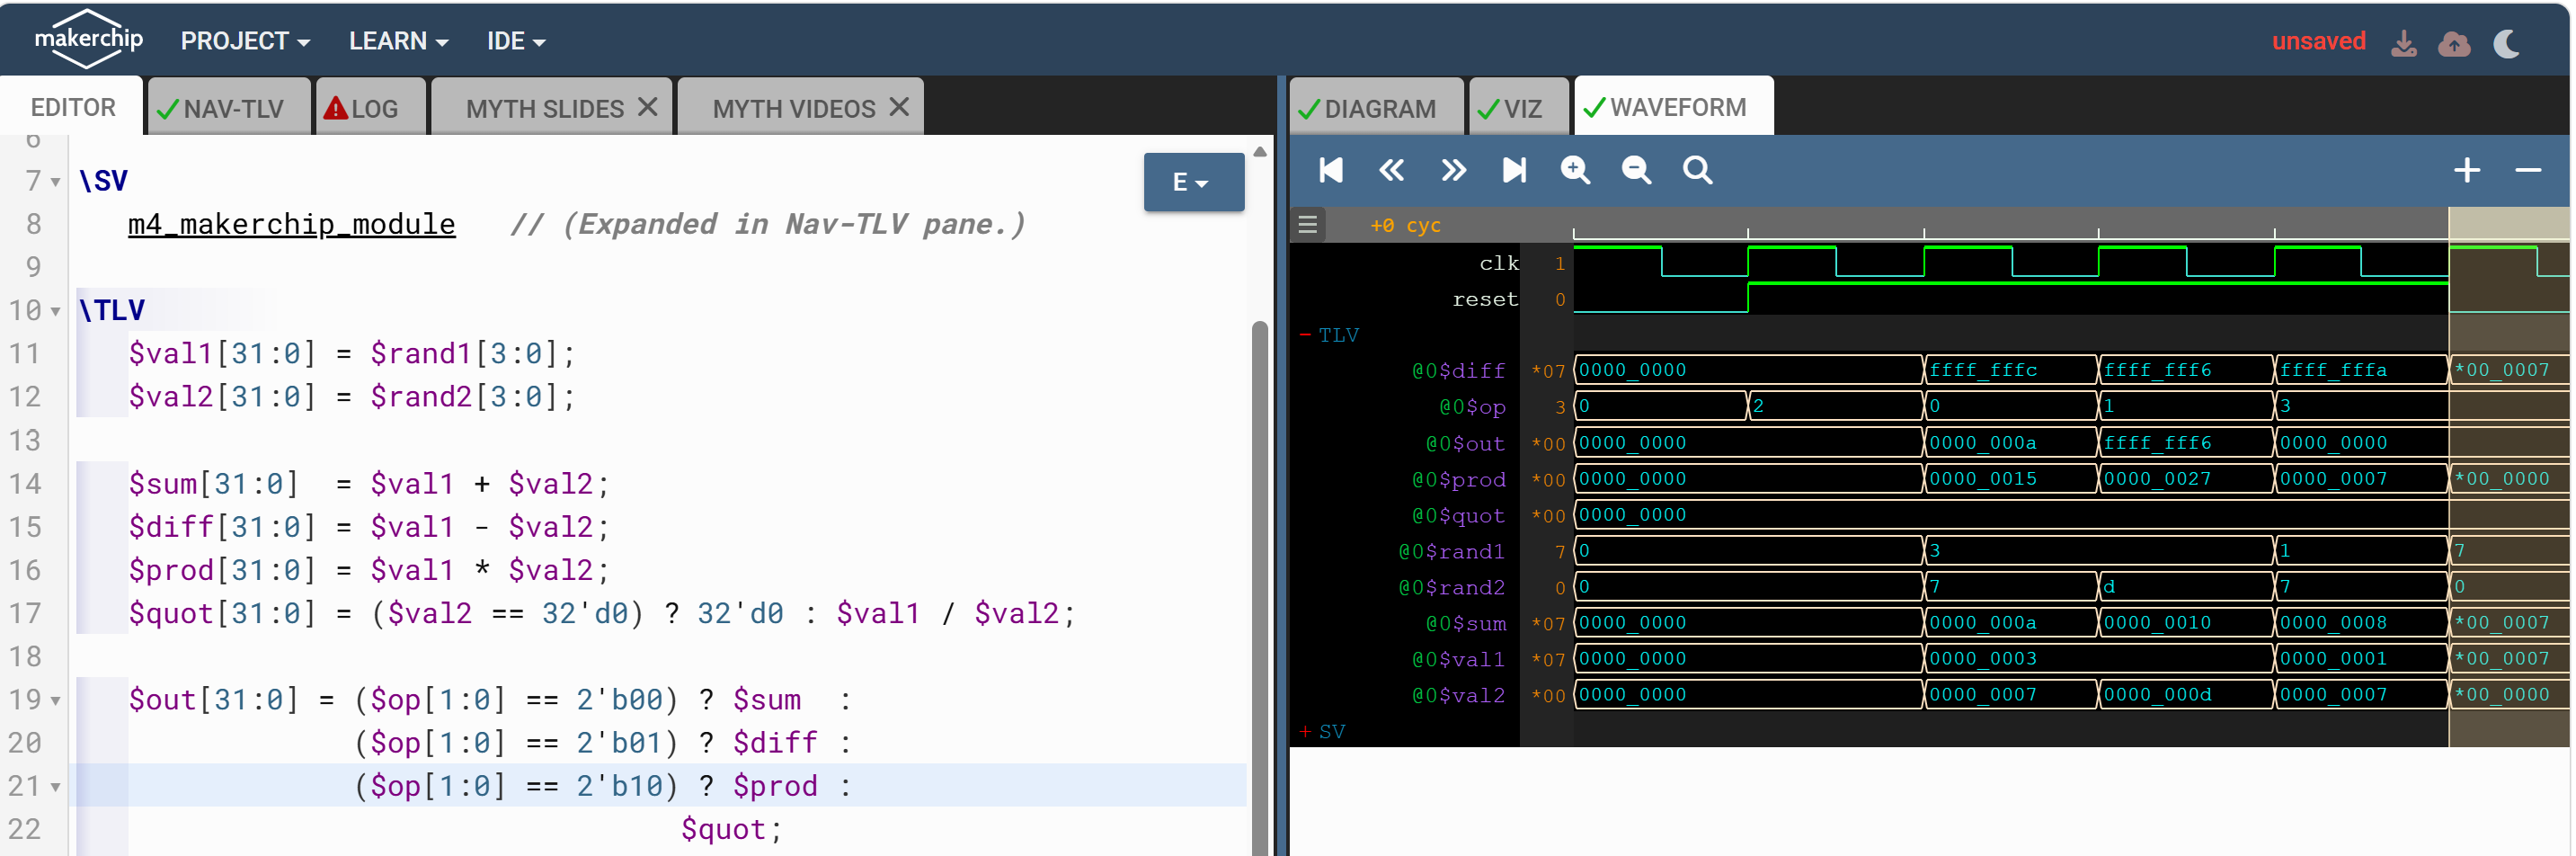 makerchip PROJECT LEARN IDE unsaved
EDITOR NAV-TLV LOG MYTH SLIDES MYTH VIDEOS DIAGRAM VIZ WAVEFORM
6
7 \SV
E
8 m4_makerchip_module // (Expanded in Nav-TLV pane.)
9
10 \TLV
11 $val1[31:0] = $rand1[3:0];
12 $val2[31:0] = $rand2[3:0];
13
14 $sum[31:0] = $val1 + $val2;
15 $diff[31:0] = $val1 - $val2;
16 $prod[31:0] = $val1 * $val2;
17 $quot[31:0] = ($val2 == 32'd0) ? 32'd0 : $val1 / $val2;
18
19 $out[31:0] = ($op[1:0] == 2'b00) ? $sum :
20 ($op[1:0] == 2'b01) ? $diff :
21 ($op[1:0] == 2'b10) ? $prod :
22 $quot;
+0 cyc
clk 1
reset 0
− TLV
@0$diff *07 0000_0000 ffff_fffc ffff_fff6 ffff_fffa *00_0007
@0$op 3 0 2 0 1 3
@0$out *00 0000_0000 0000_000a ffff_fff6 0000_0000
@0$prod *00 0000_0000 0000_0015 0000_0027 0000_0007 *00_0000
@0$quot *00 0000_0000
@0$rand1 7 0 3 1 7
@0$rand2 0 0 7 d 7 0
@0$sum *07 0000_0000 0000_000a 0000_0010 0000_0008 *00_0007
@0$val1 *07 0000_0000 0000_0003 0000_0001 *00_0007
@0$val2 *00 0000_0000 0000_0007 0000_000d 0000_0007 *00_0000
+ SV